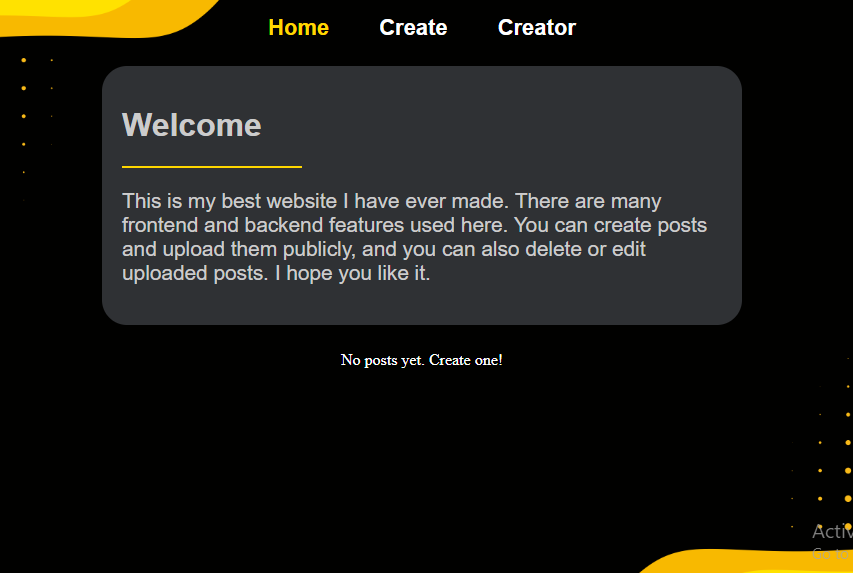 Home Create Creator
Welcome
This is my best website I have ever made. There are many
frontend and backend features used here. You can create posts
and upload them publicly, and you can also delete or edit
uploaded posts. I hope you like it.
No posts yet. Create one!
Activ
Go to